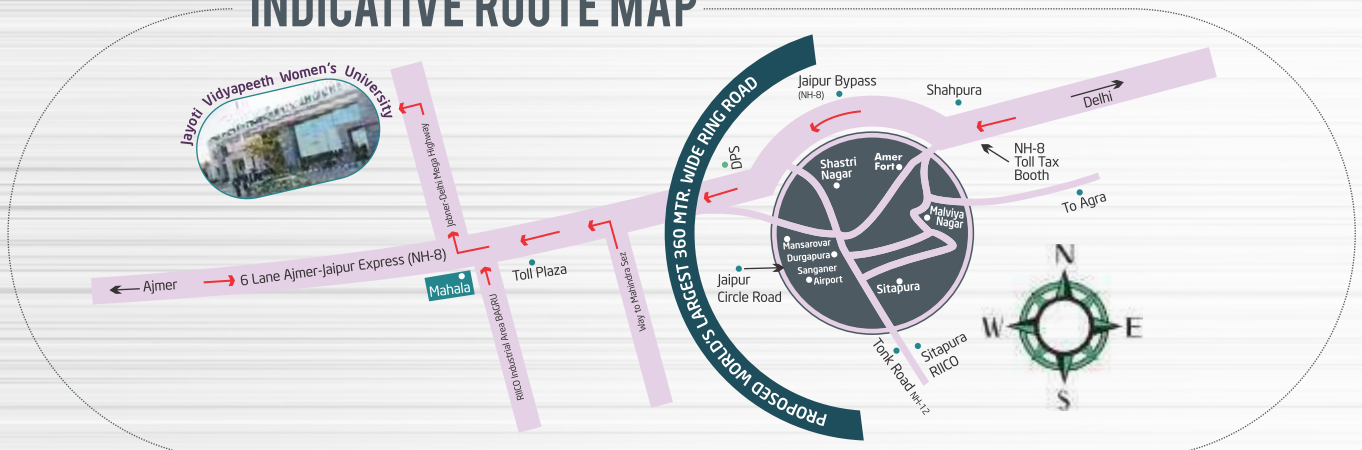 INDICATIVE ROUTE MAP
Jayoti Vidyapeeth Women's University
Jobner-Delhi Mega Highway
PROPOSED WORLD'S LARGEST 360 MTR. WIDE RING ROAD
Jaipur Bypass
(NH-8)
Shahpura
Delhi
NH-8
Toll Tax
Booth
To Agra
DPS
Shastri
Nagar
Amer
Fort
Malviya
Nagar
Mansarovar
Durgapura
Sanganer
Airport
Sitapura
Jaipur
Circle Road
Tonk Road NH-12
Sitapura
RIICO
Ajmer
6 Lane Ajmer-Jaipur Express (NH-8)
Mahala
Toll Plaza
RIICO Industrial Area BAGRU
Way to Mahindra Sez
N
W
E
S